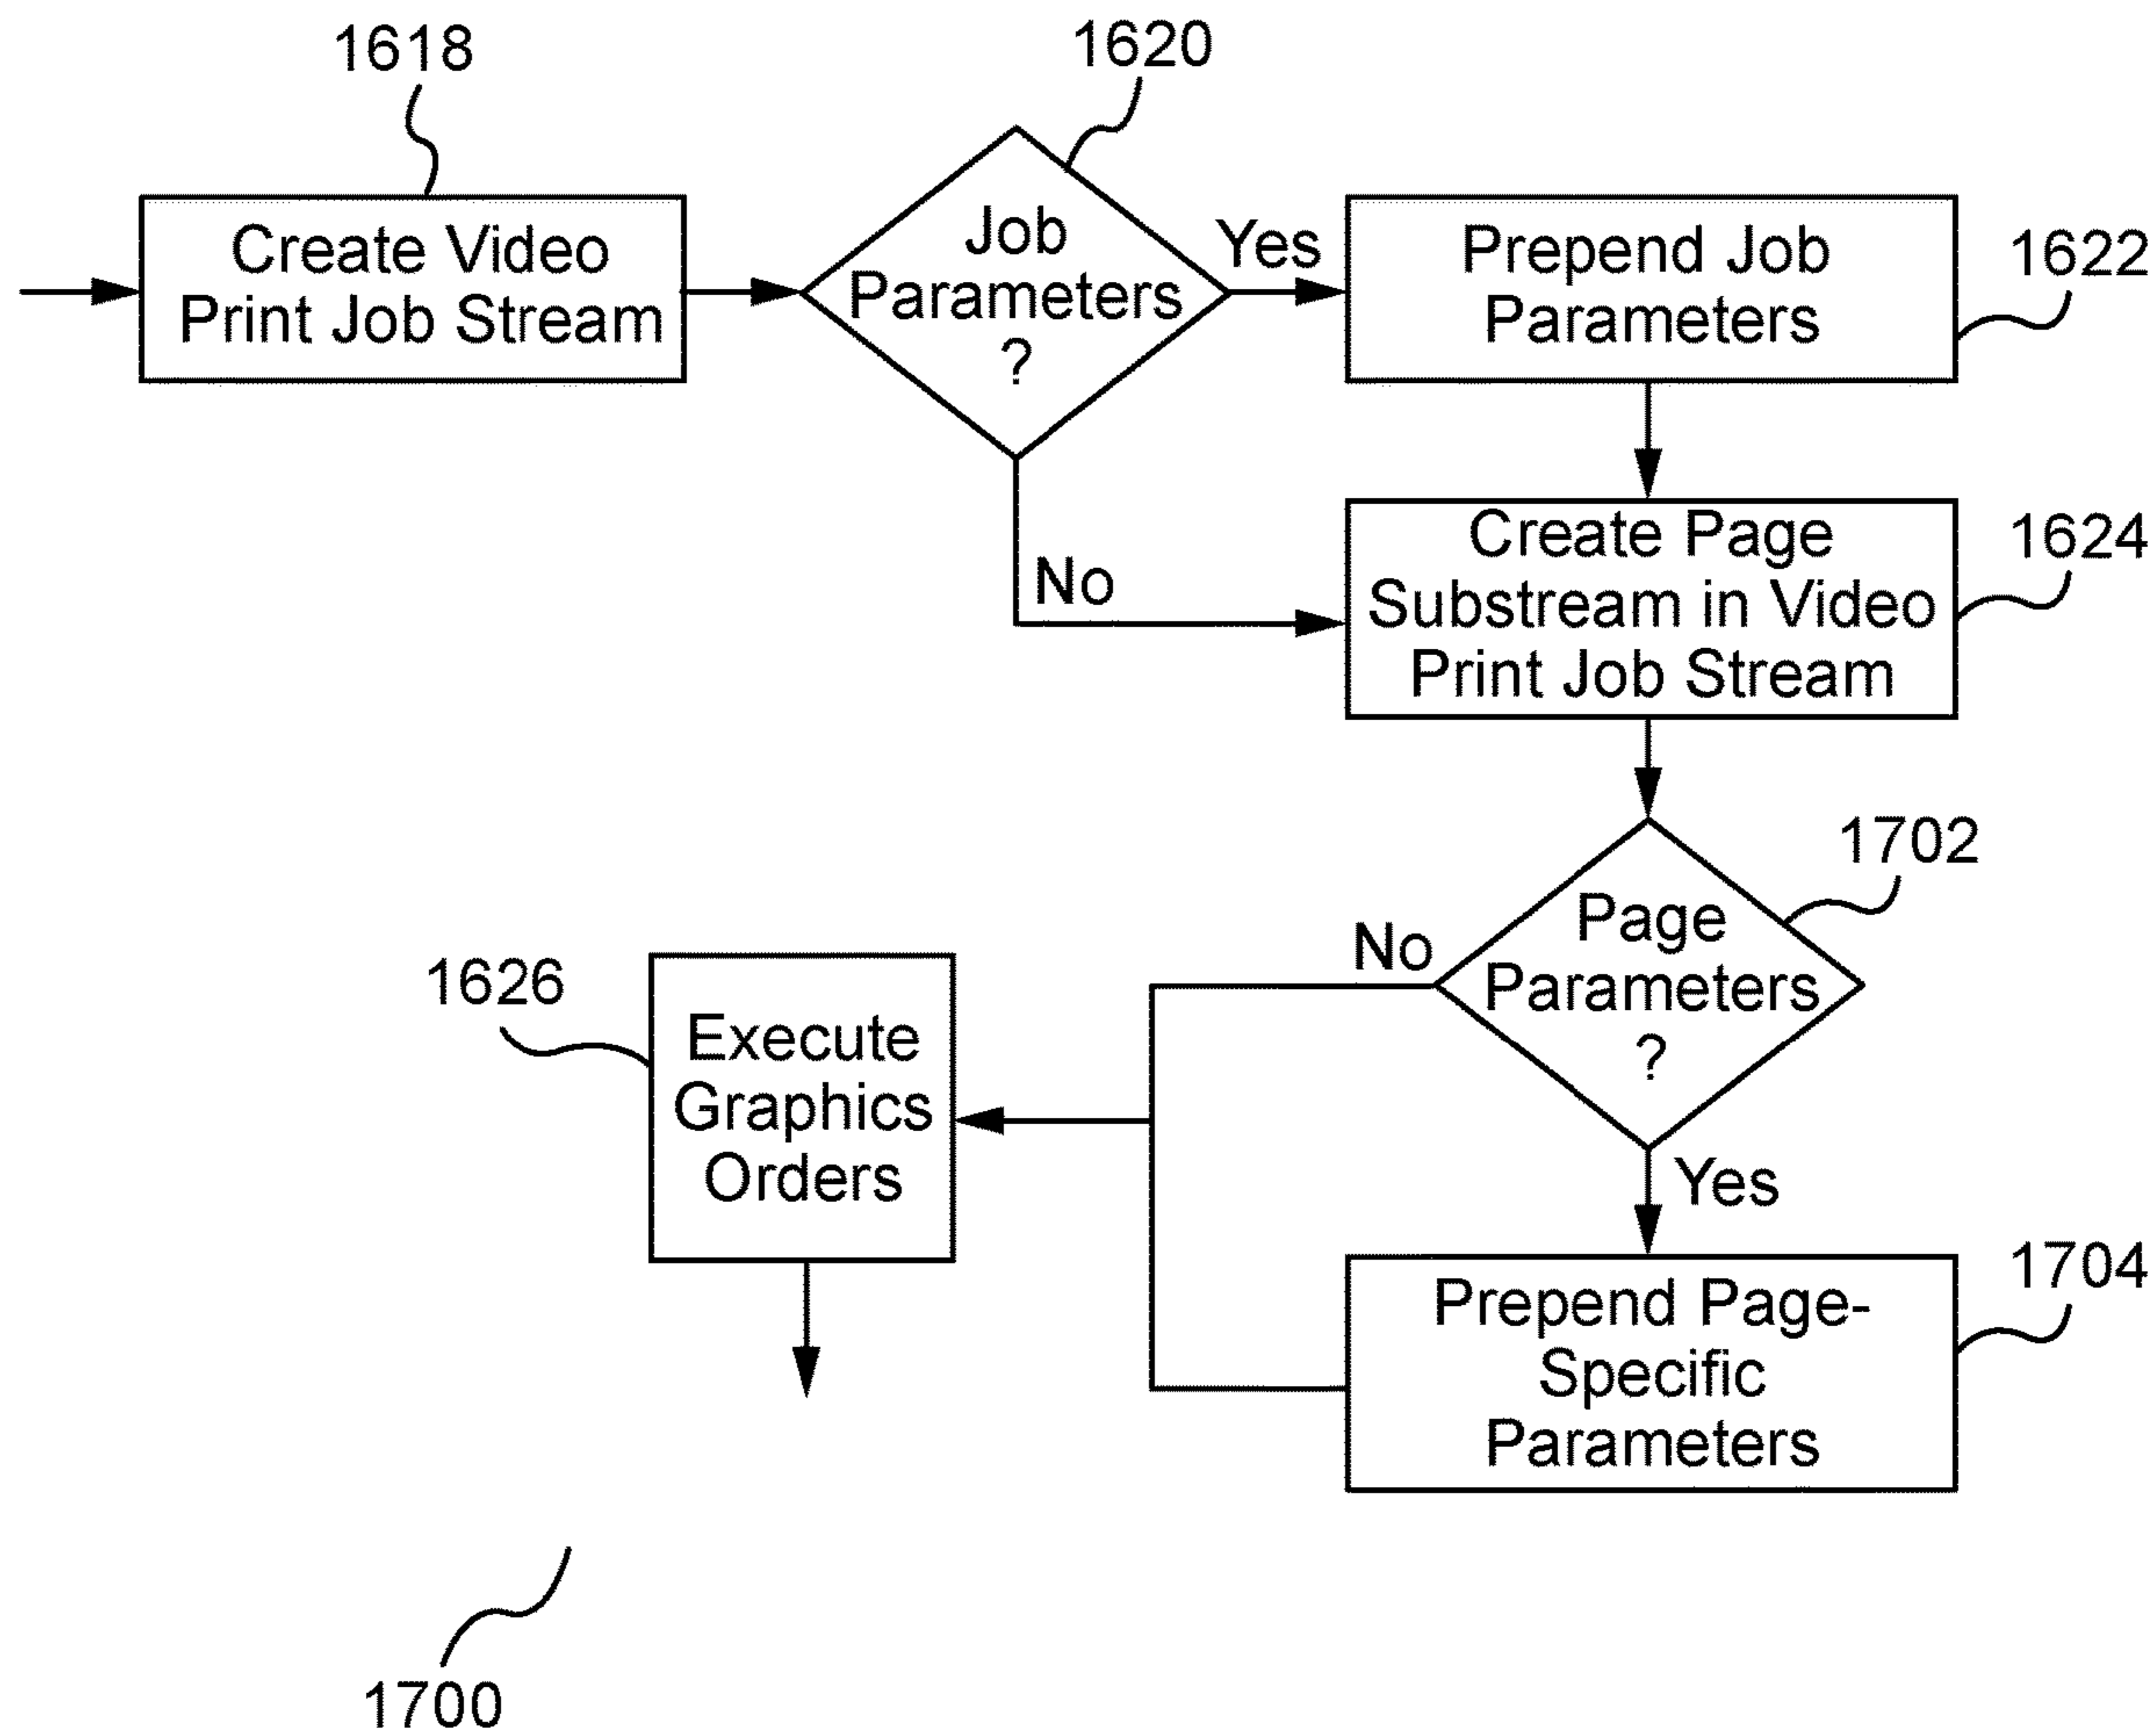 1618
1620
Create Video
Print Job Stream
Job
Parameters
?
Yes
Prepend Job
Parameters
1622
No
Create Page
Substream in Video
Print Job Stream
1624
1702
Page
Parameters
?
No
1626
Execute
Graphics
Orders
Yes
Prepend Page-
Specific
Parameters
1704
1700